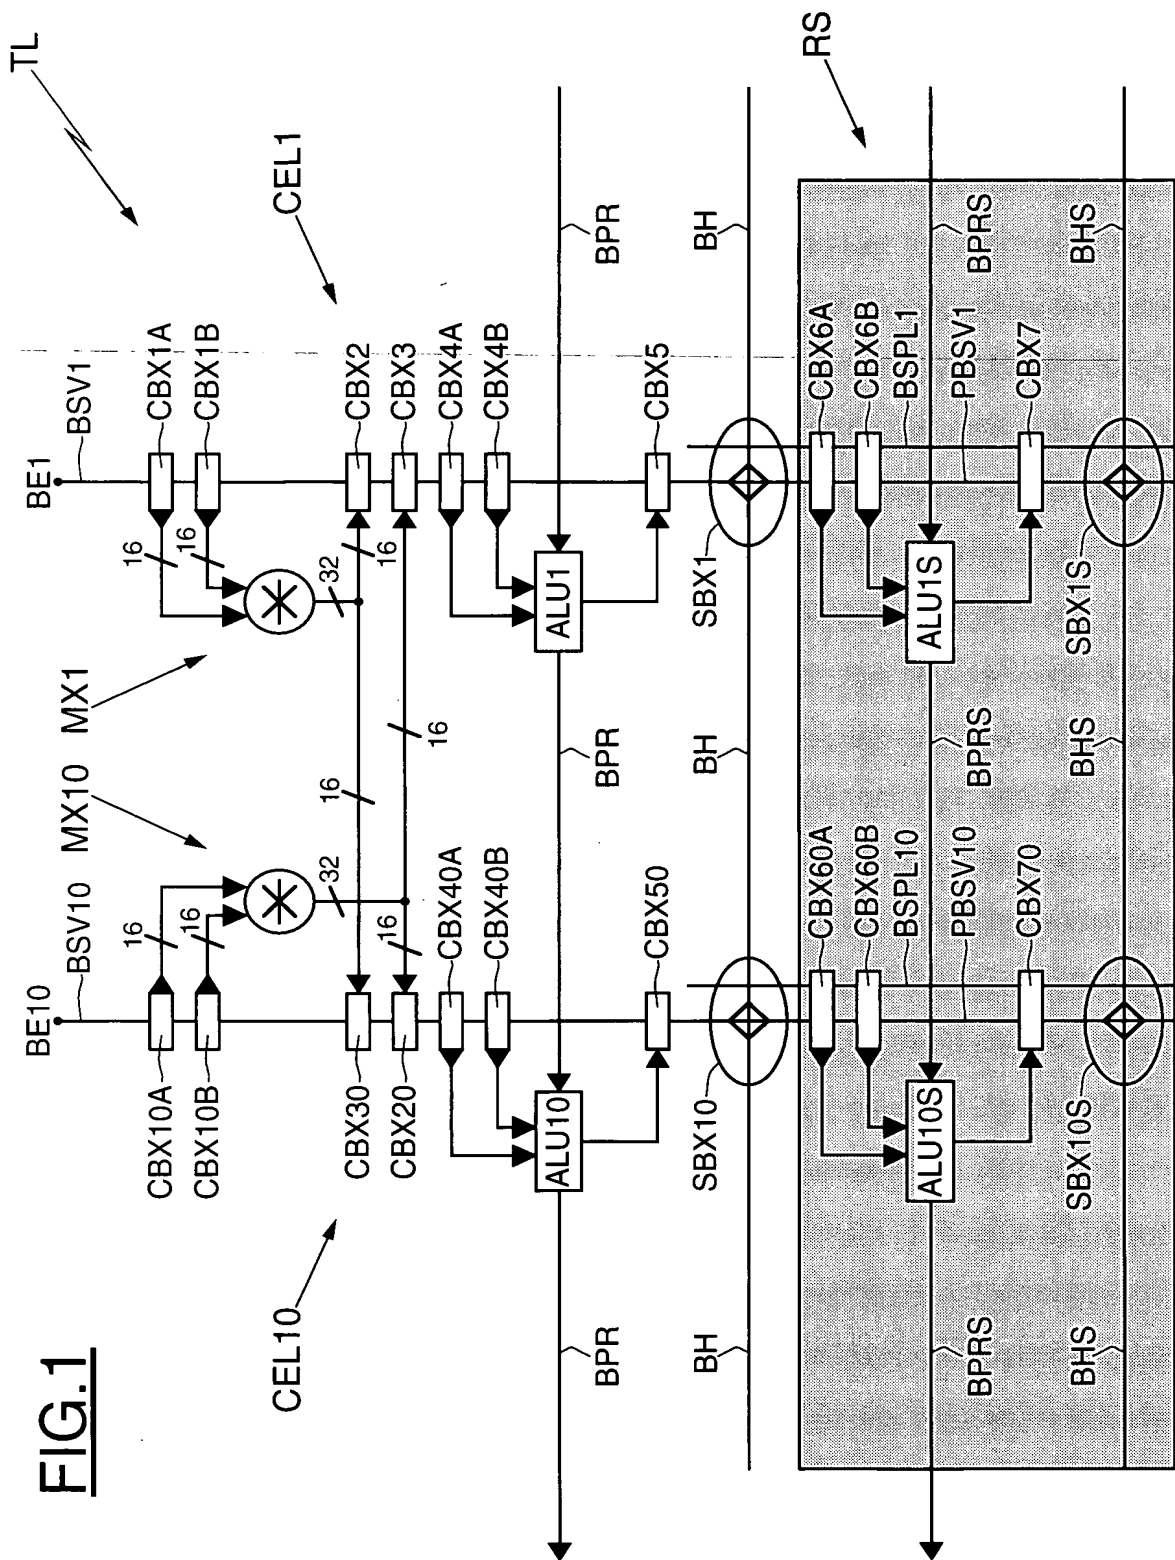 FIG.1
TL
BE10
BE1
BSV10
BSV1
MX10
MX1
CBX10A
CBX10B
CBX1A
CBX1B
16
16
16
16
32
32
CEL10
CEL1
CBX30
CBX20
CBX2
CBX3
16
16
16
16
CBX40A
CBX40B
CBX4A
CBX4B
ALU10
ALU1
BPR
BPR
BPR
CBX50
CBX5
SBX10
SBX1
BH
BH
BH
RS
CBX60A
CBX60B
BSPL10
PBSV10
CBX70
CBX6A
CBX6B
BSPL1
PBSV1
CBX7
ALU10S
ALU1S
BPRS
BPRS
BPRS
SBX10S
SBX1S
BHS
BHS
BHS